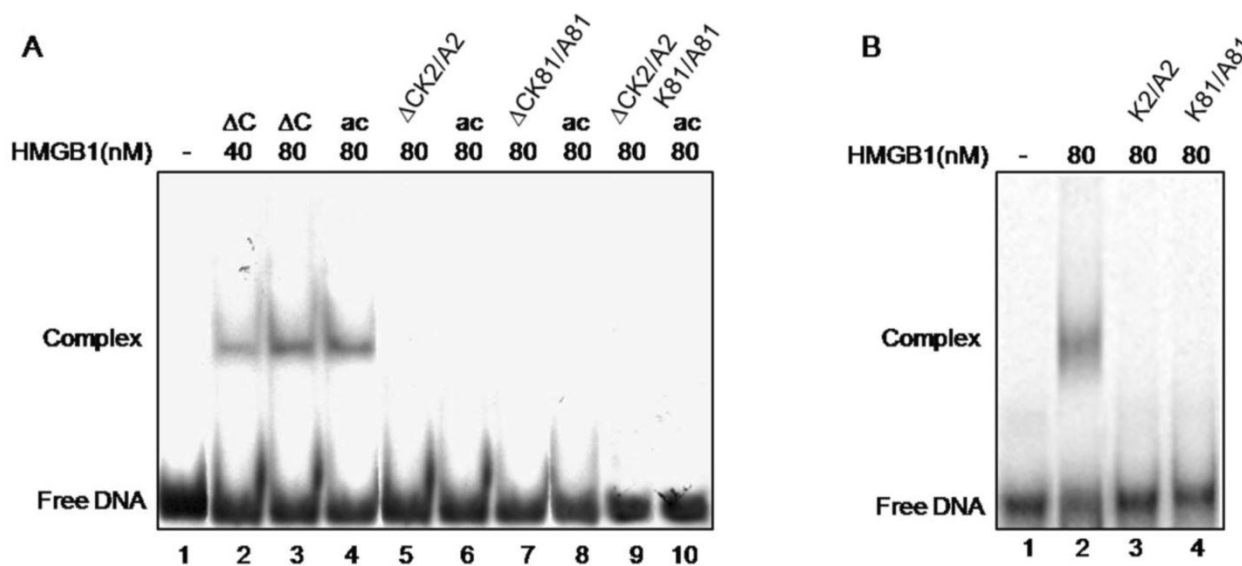 A
ΔCK2/A2
ΔCK81/A81
ΔCK2/A2
K81/A81
ΔC ΔC ac ac ac ac
HMGB1(nM) - 40 80 80 80 80 80 80 80 80
Complex
Free DNA
1 2 3 4 5 6 7 8 9 10
B
K2/A2
K81/A81
HMGB1(nM) - 80 80 80
Complex
Free DNA
1 2 3 4